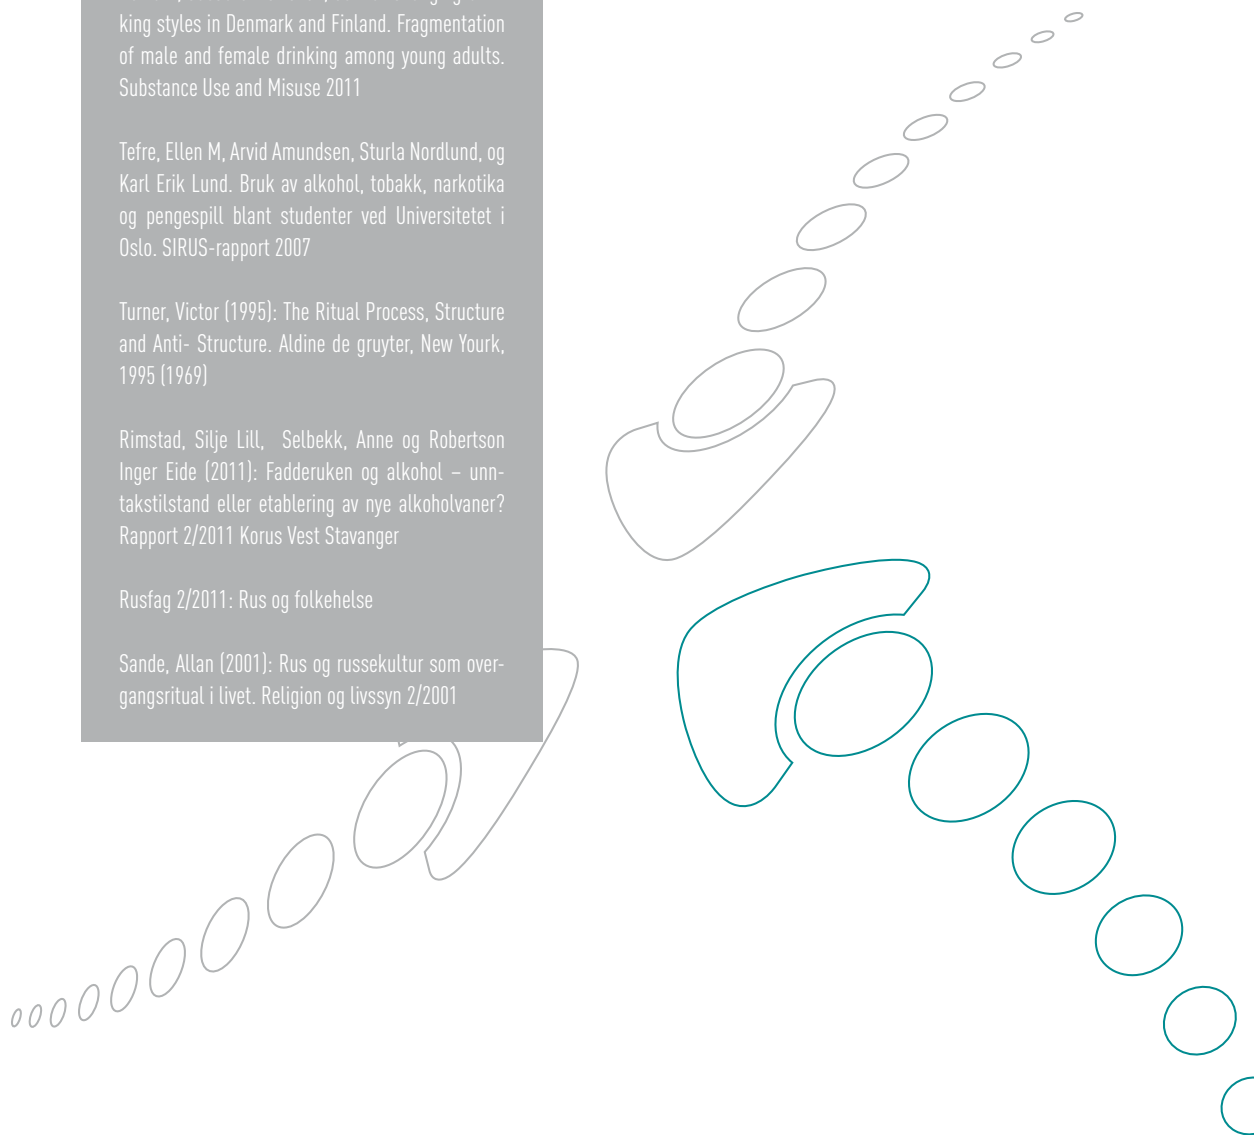 king styles in Denmark and Finland. Fragmentation
of male and female drinking among young adults.
Substance Use and Misuse 2011
Tefre, Ellen M, Arvid Amundsen, Sturla Nordlund, og
Karl Erik Lund. Bruk av alkohol, tobakk, narkotika
og pengespill blant studenter ved Universitetet i
Oslo. SIRUS-rapport 2007
Turner, Victor (1995): The Ritual Process, Structure
and Anti- Structure. Aldine de gruyter, New Yourk,
1995 (1969)
Rimstad, Silje Lill,  Selbekk, Anne og Robertson
Inger Eide (2011): Fadderuken og alkohol – unn-
takstilstand eller etablering av nye alkoholvaner?
Rapport 2/2011 Korus Vest Stavanger
Rusfag 2/2011: Rus og folkehelse
Sande, Allan (2001): Rus og russekultur som over-
gangsritual i livet. Religion og livssyn 2/2001